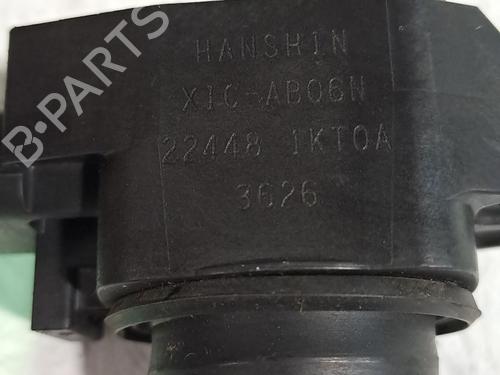 B-PARTS
HANSHIN
XIC-AB06N
22448 1KT0A
3626